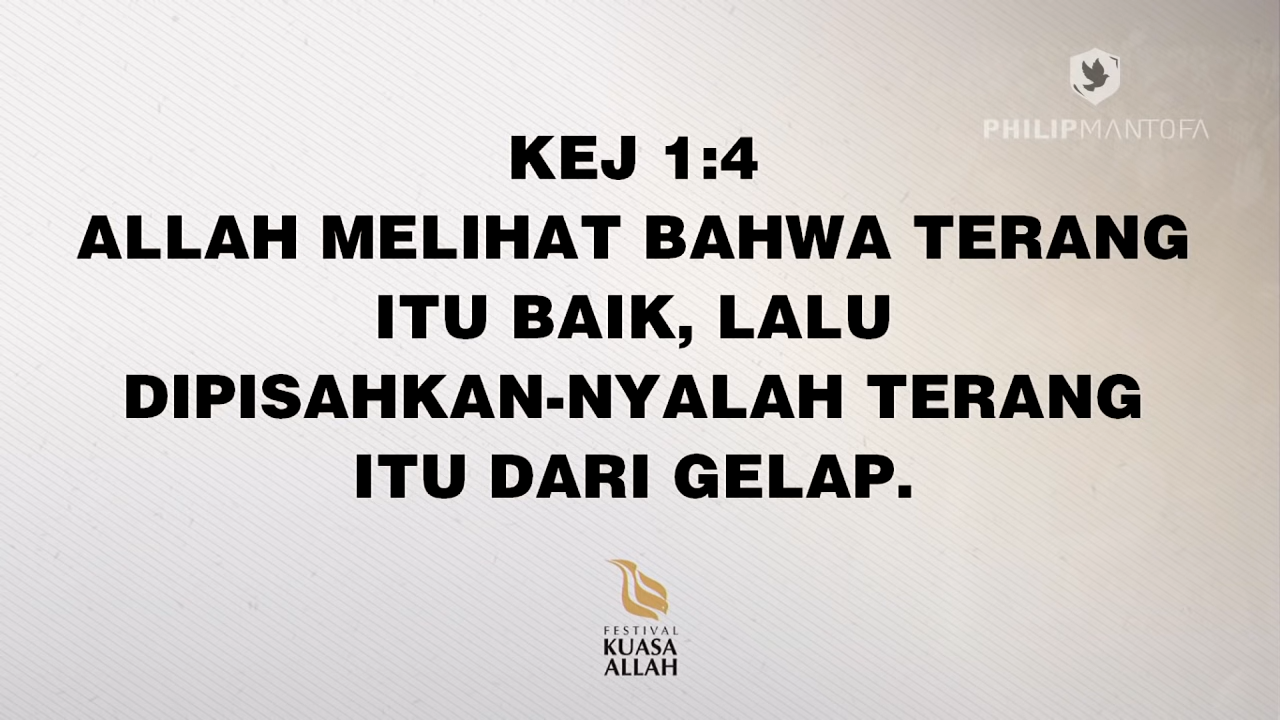 PHILIPMANTOFA
KEJ 1:4
ALLAH MELIHAT BAHWA TERANG
ITU BAIK, LALU
DIPISAHKAN-NYALAH TERANG
ITU DARI GELAP.
FESTIVAL
KUASA
ALLAH